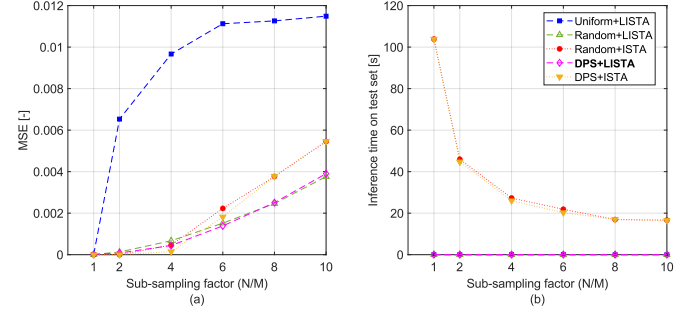 0.012
0.01
0.008
0.006
0.004
0.002
0
MSE [-]
1 2 4 6 8 10
Sub-sampling factor (N/M)
(a)
120
100
80
60
40
20
0
Inference time on test set [s]
Uniform+LISTA
Random+LISTA
Random+ISTA
DPS+LISTA
DPS+ISTA
1 2 4 6 8 10
Sub-sampling factor (N/M)
(b)